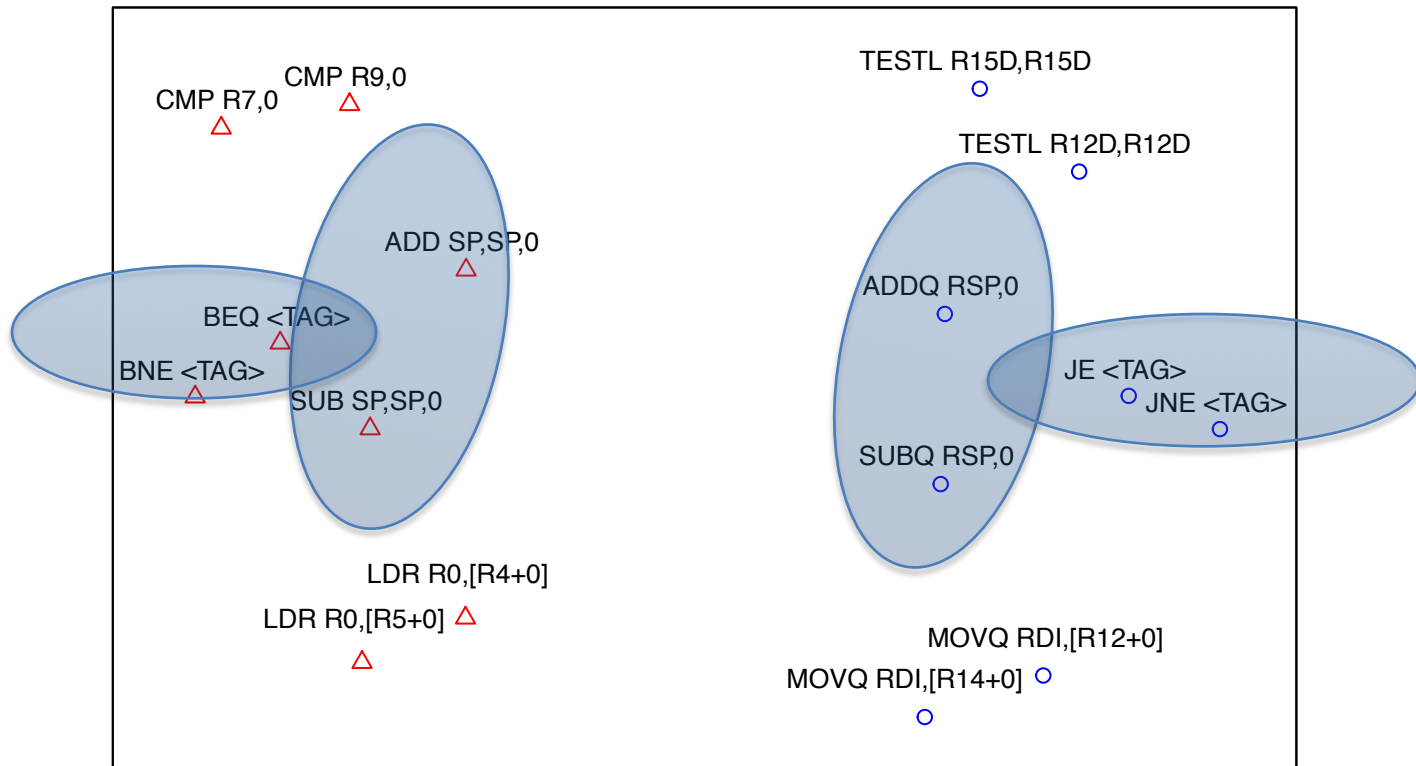 CMP R9,0
CMP R7,0
ADD SP,SP,0
BEQ <TAG>
BNE <TAG>
SUB SP,SP,0
LDR R0,[R4+0]
LDR R0,[R5+0]
TESTL R15D,R15D
TESTL R12D,R12D
ADDQ RSP,0
JE <TAG>
JNE <TAG>
SUBQ RSP,0
MOVQ RDI,[R12+0]
MOVQ RDI,[R14+0]